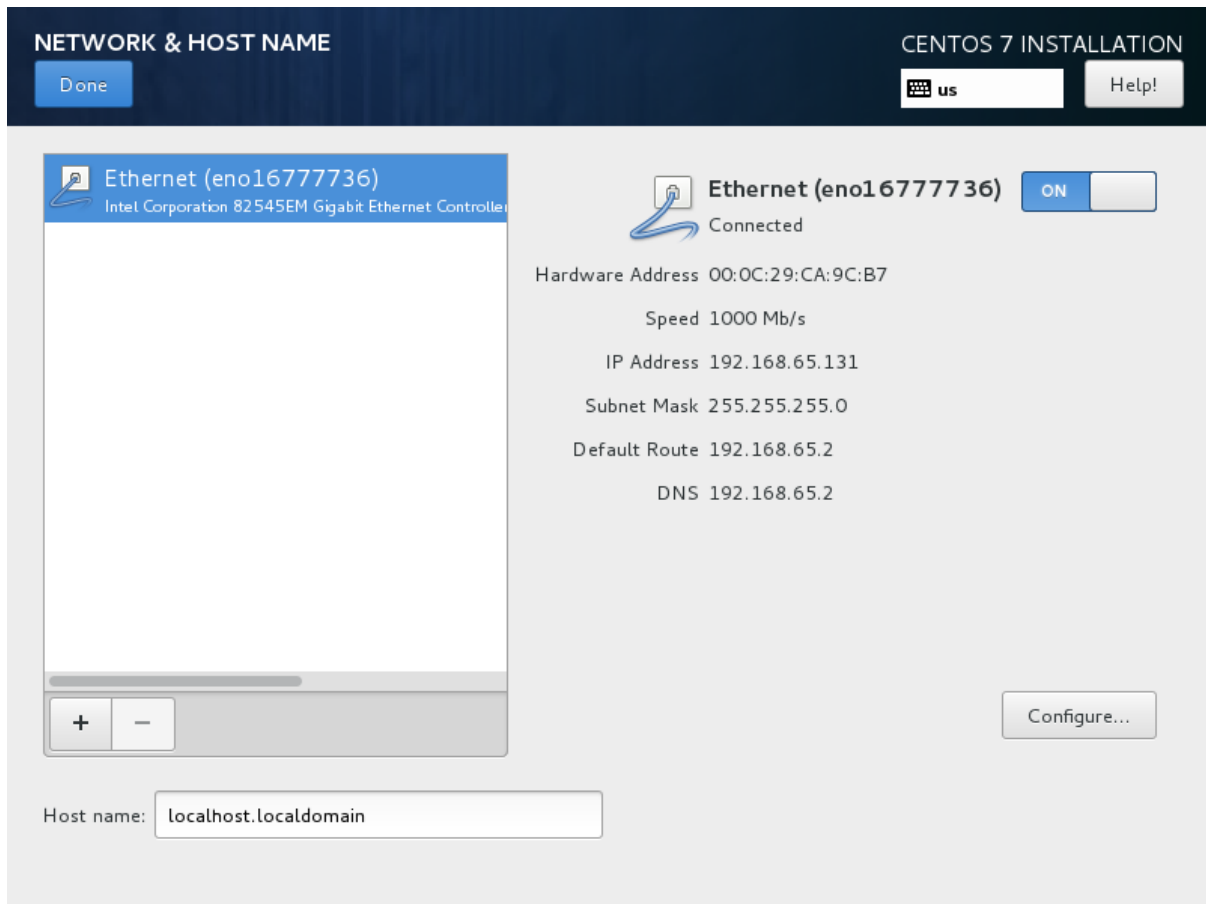 NETWORK & HOST NAME
CENTOS 7 INSTALLATION
Done
us
Help!
Ethernet (eno16777736)
Intel Corporation 82545EM Gigabit Ethernet Controller
Ethernet (eno16777736)
ON
Connected
Hardware Address 00:0C:29:CA:9C:B7
Speed 1000 Mb/s
IP Address 192.168.65.131
Subnet Mask 255.255.255.0
Default Route 192.168.65.2
DNS 192.168.65.2
+ −
Configure...
Host name: localhost.localdomain